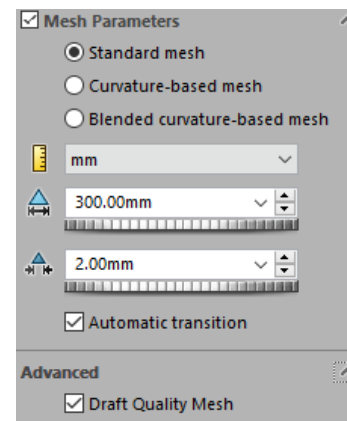 Mesh Parameters
Standard mesh
Curvature-based mesh
Blended curvature-based mesh
mm
300.00mm
2.00mm
Automatic transition
Advanced
Draft Quality Mesh